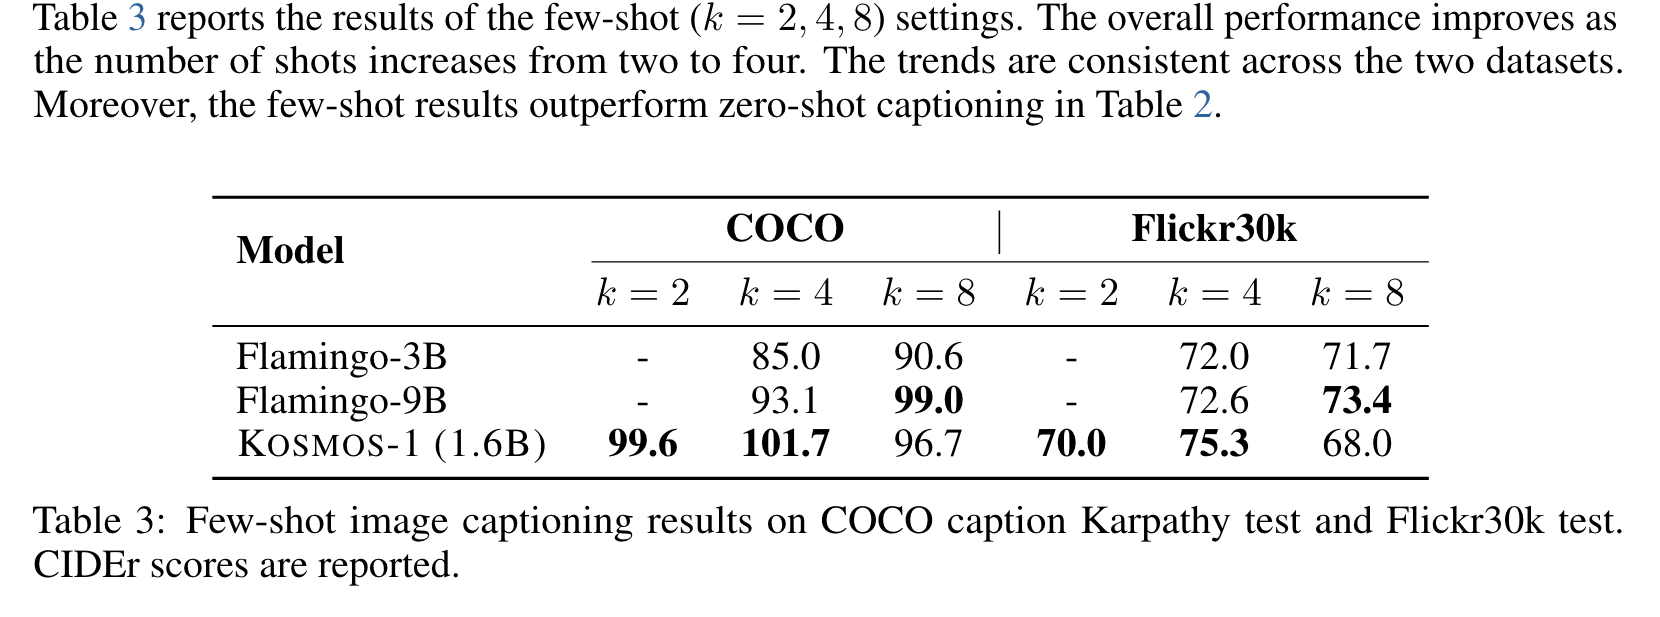 Table 3 reports the results of the few-shot (k = 2, 4, 8) settings. The overall performance improves as
the number of shots increases from two to four. The trends are consistent across the two datasets.
Moreover, the few-shot results outperform zero-shot captioning in Table 2.
Model COCO | Flickr30k
k = 2 k = 4 k = 8 k = 2 k = 4 k = 8
Flamingo-3B - 85.0 90.6 - 72.0 71.7
Flamingo-9B - 93.1 99.0 - 72.6 73.4
KOSMOS-1 (1.6B) 99.6 101.7 96.7 70.0 75.3 68.0
Table 3: Few-shot image captioning results on COCO caption Karpathy test and Flickr30k test.
CIDEr scores are reported.